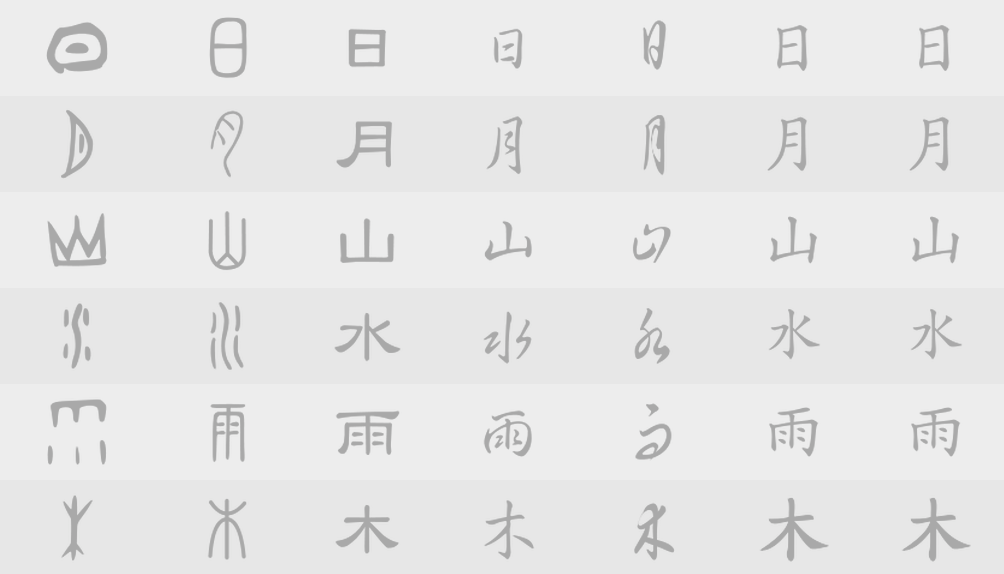 日 日 日 日 日 日 日
月 月 月 月 月 月 月
山 山 山 山 山 山 山
水 水 水 水 水 水 水
雨 雨 雨 雨 雨 雨 雨
木 木 木 木 木 木 木